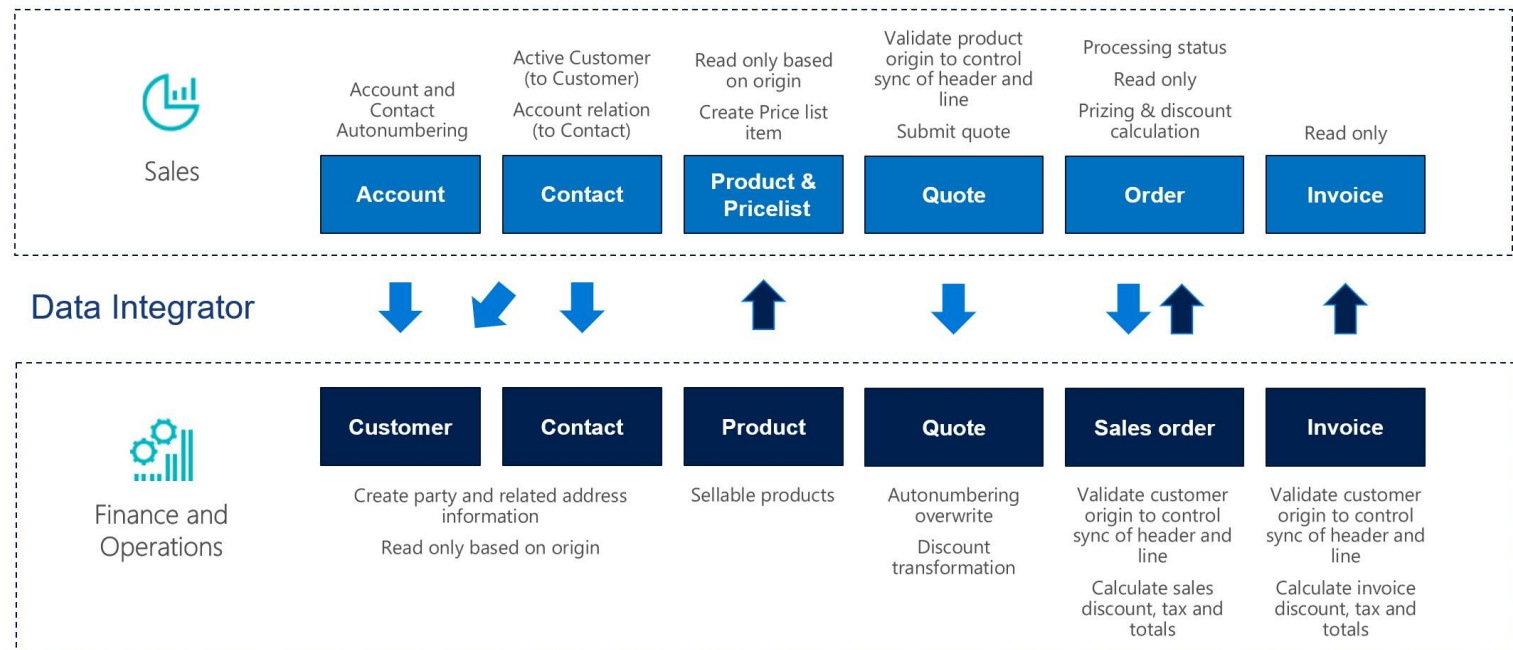 Sales
Account and
Contact
Autonumbering
Active Customer
(to Customer)
Account relation
(to Contact)
Read only based
on origin
Create Price list
item
Validate product
origin to control
sync of header and
line
Submit quote
Processing status
Read only
Prizing & discount
calculation
Read only
Account
Contact
Product &
Pricelist
Quote
Order
Invoice
Data Integrator
Finance and
Operations
Customer
Contact
Product
Quote
Sales order
Invoice
Create party and related address
information
Read only based on origin
Sellable products
Autonumbering
overwrite
Discount
transformation
Validate customer
origin to control
sync of header and
line
Calculate sales
discount, tax and
totals
Validate customer
origin to control
sync of header and
line
Calculate invoice
discount, tax and
totals